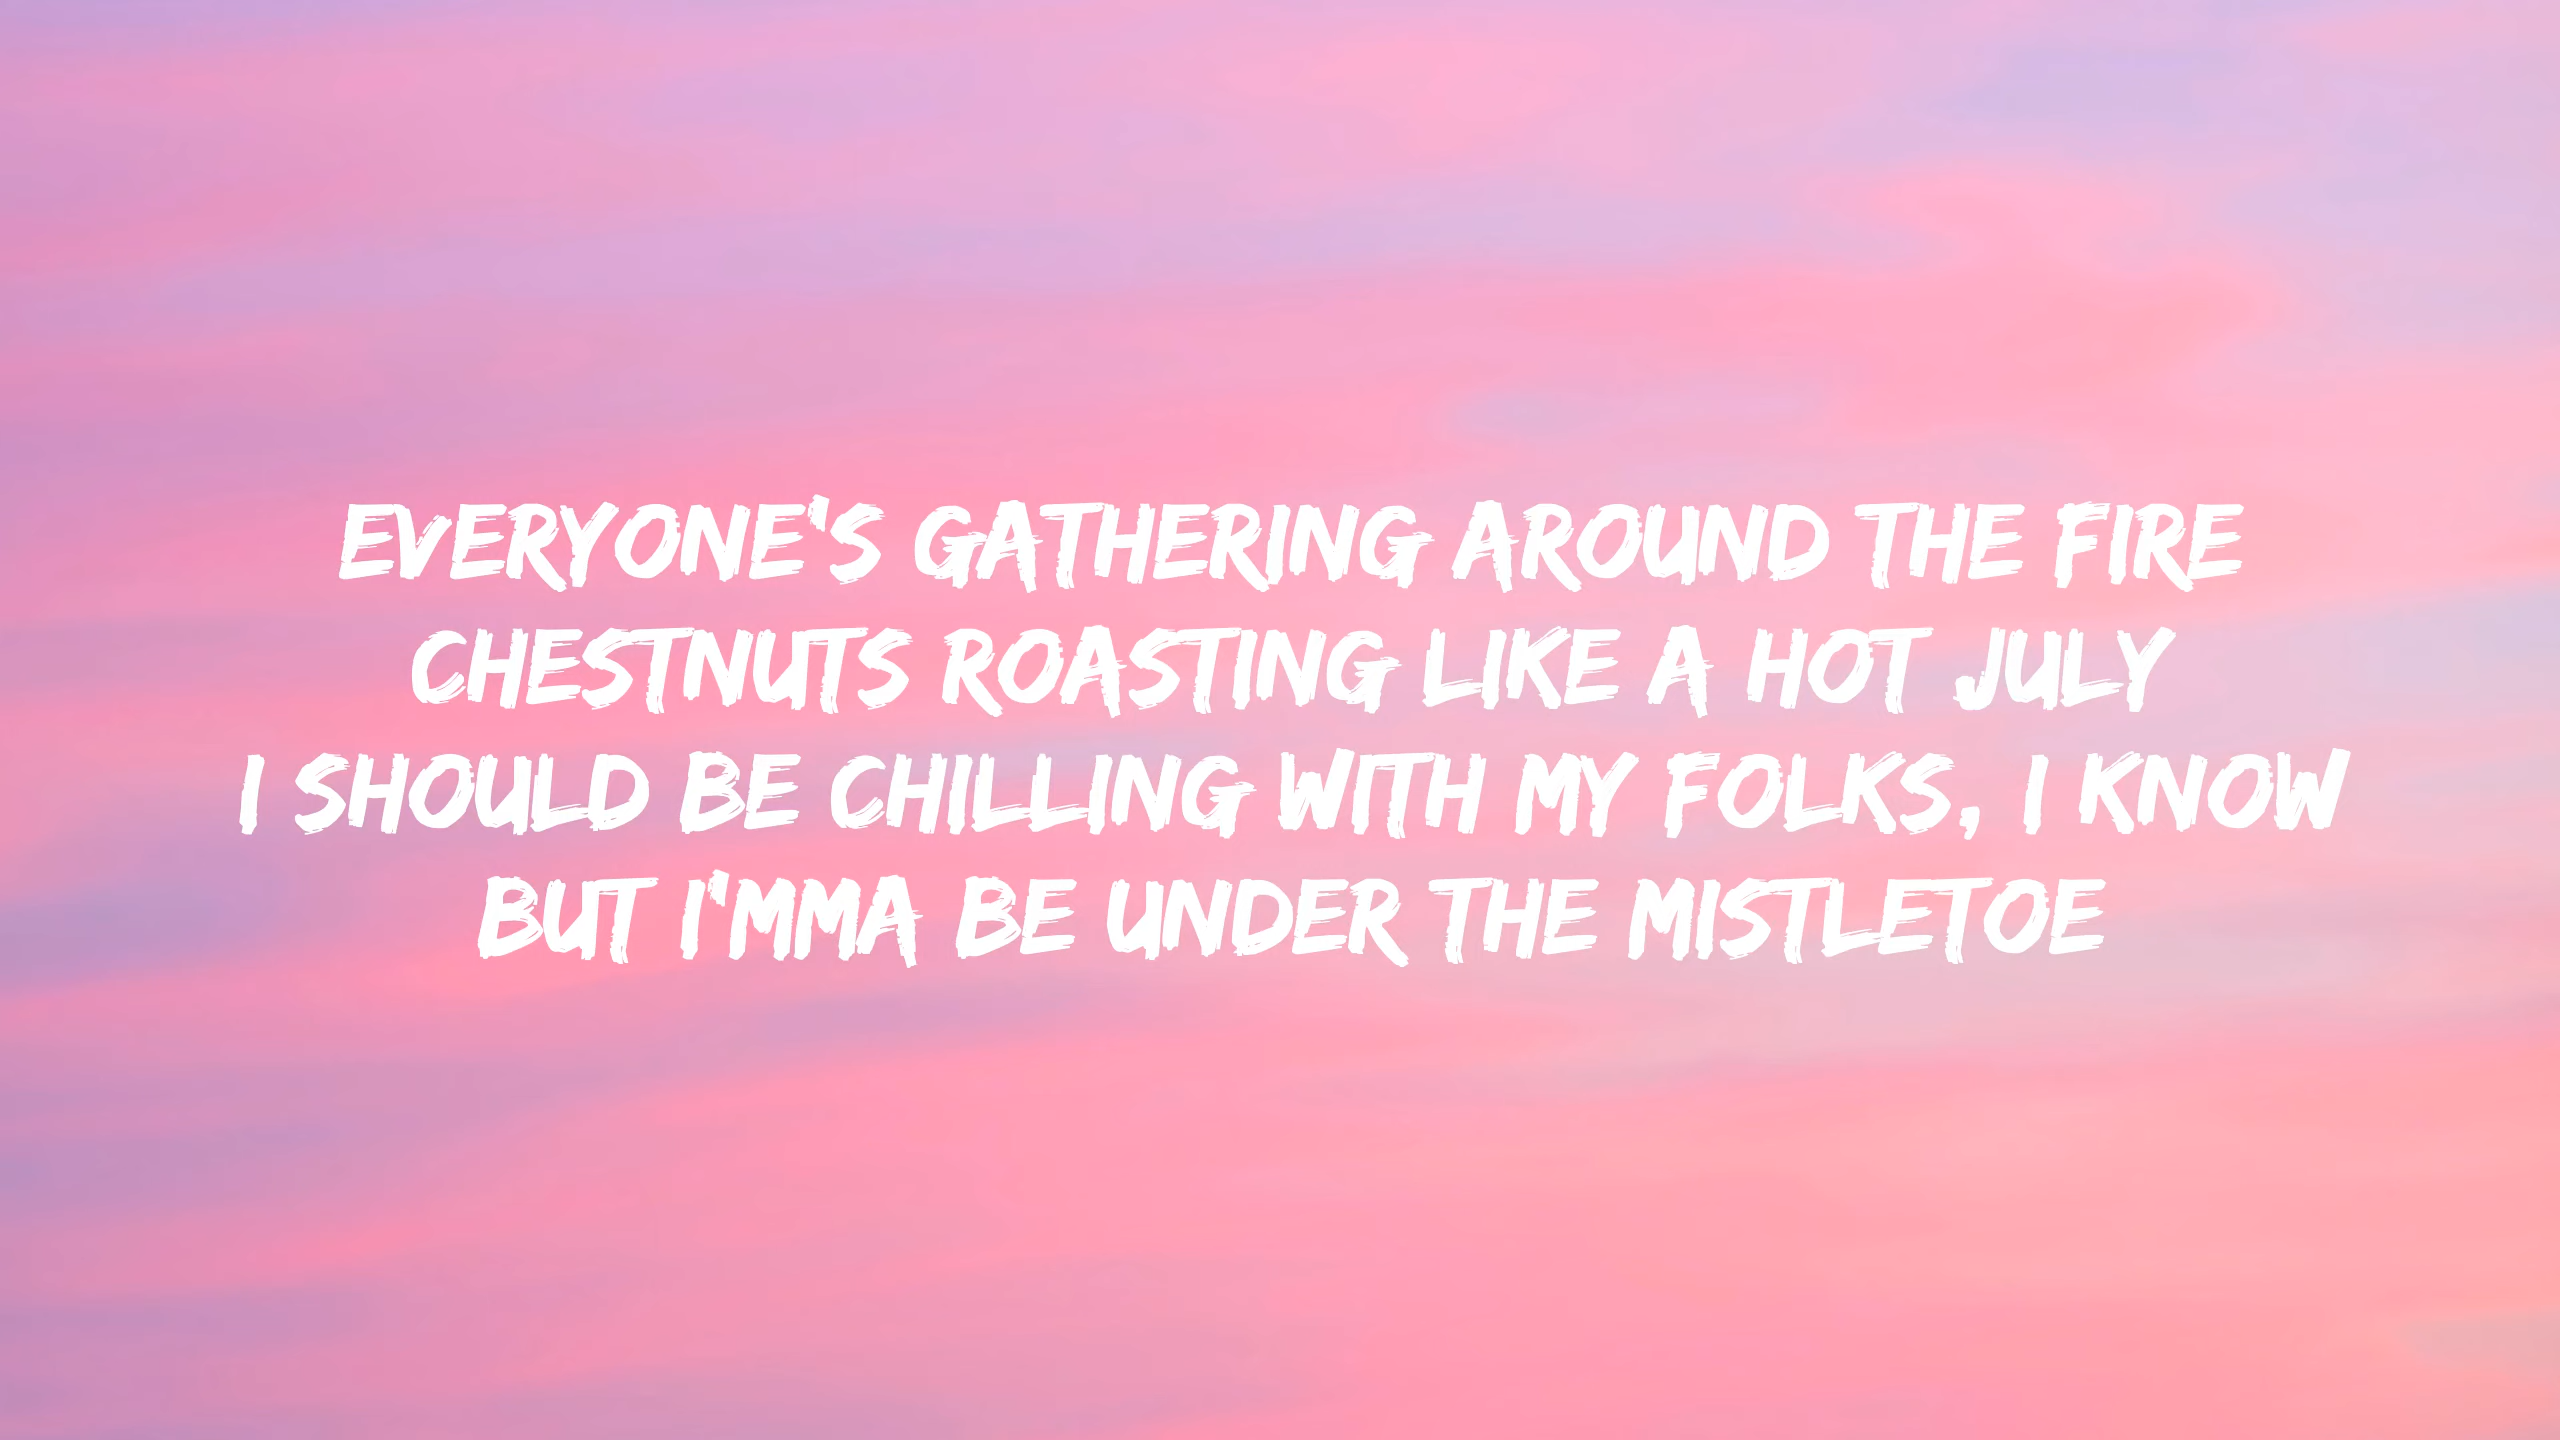 EVERYONE'S GATHERING AROUND THE FIRE
CHESTNUTS ROASTING LIKE A HOT JULY
I SHOULD BE CHILLING WITH MY FOLKS, I KNOW
BUT I'MMA BE UNDER THE MISTLETOE